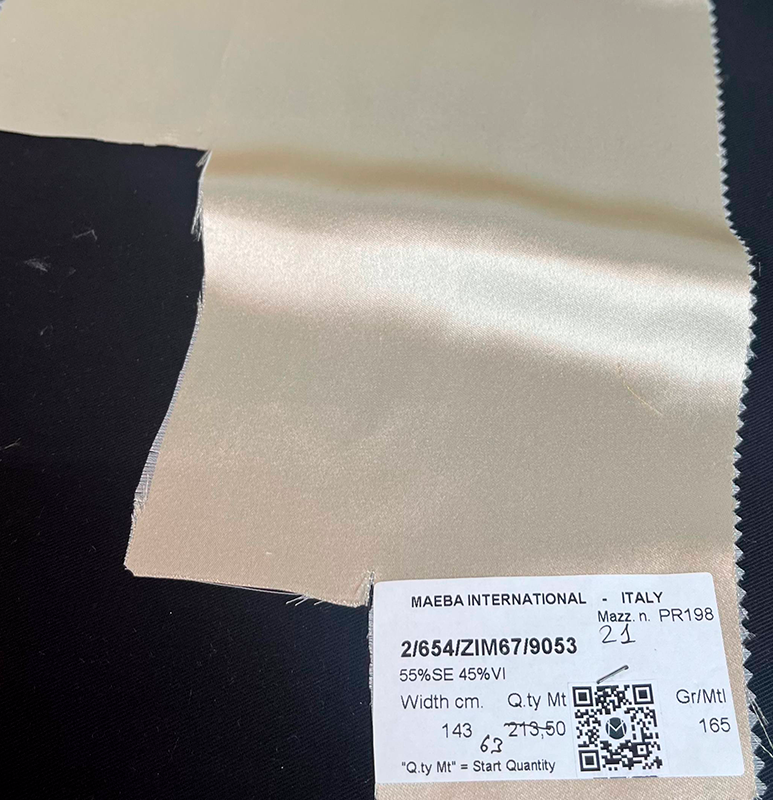 MAEBA INTERNATIONAL - ITALY
Mazz. n. PR198
21
2/654/ZIM67/9053
55%SE 45%VI
Width cm. Q.ty Mt Gr/Mtl
143 213,50 165
63
"Q.ty Mt" = Start Quantity